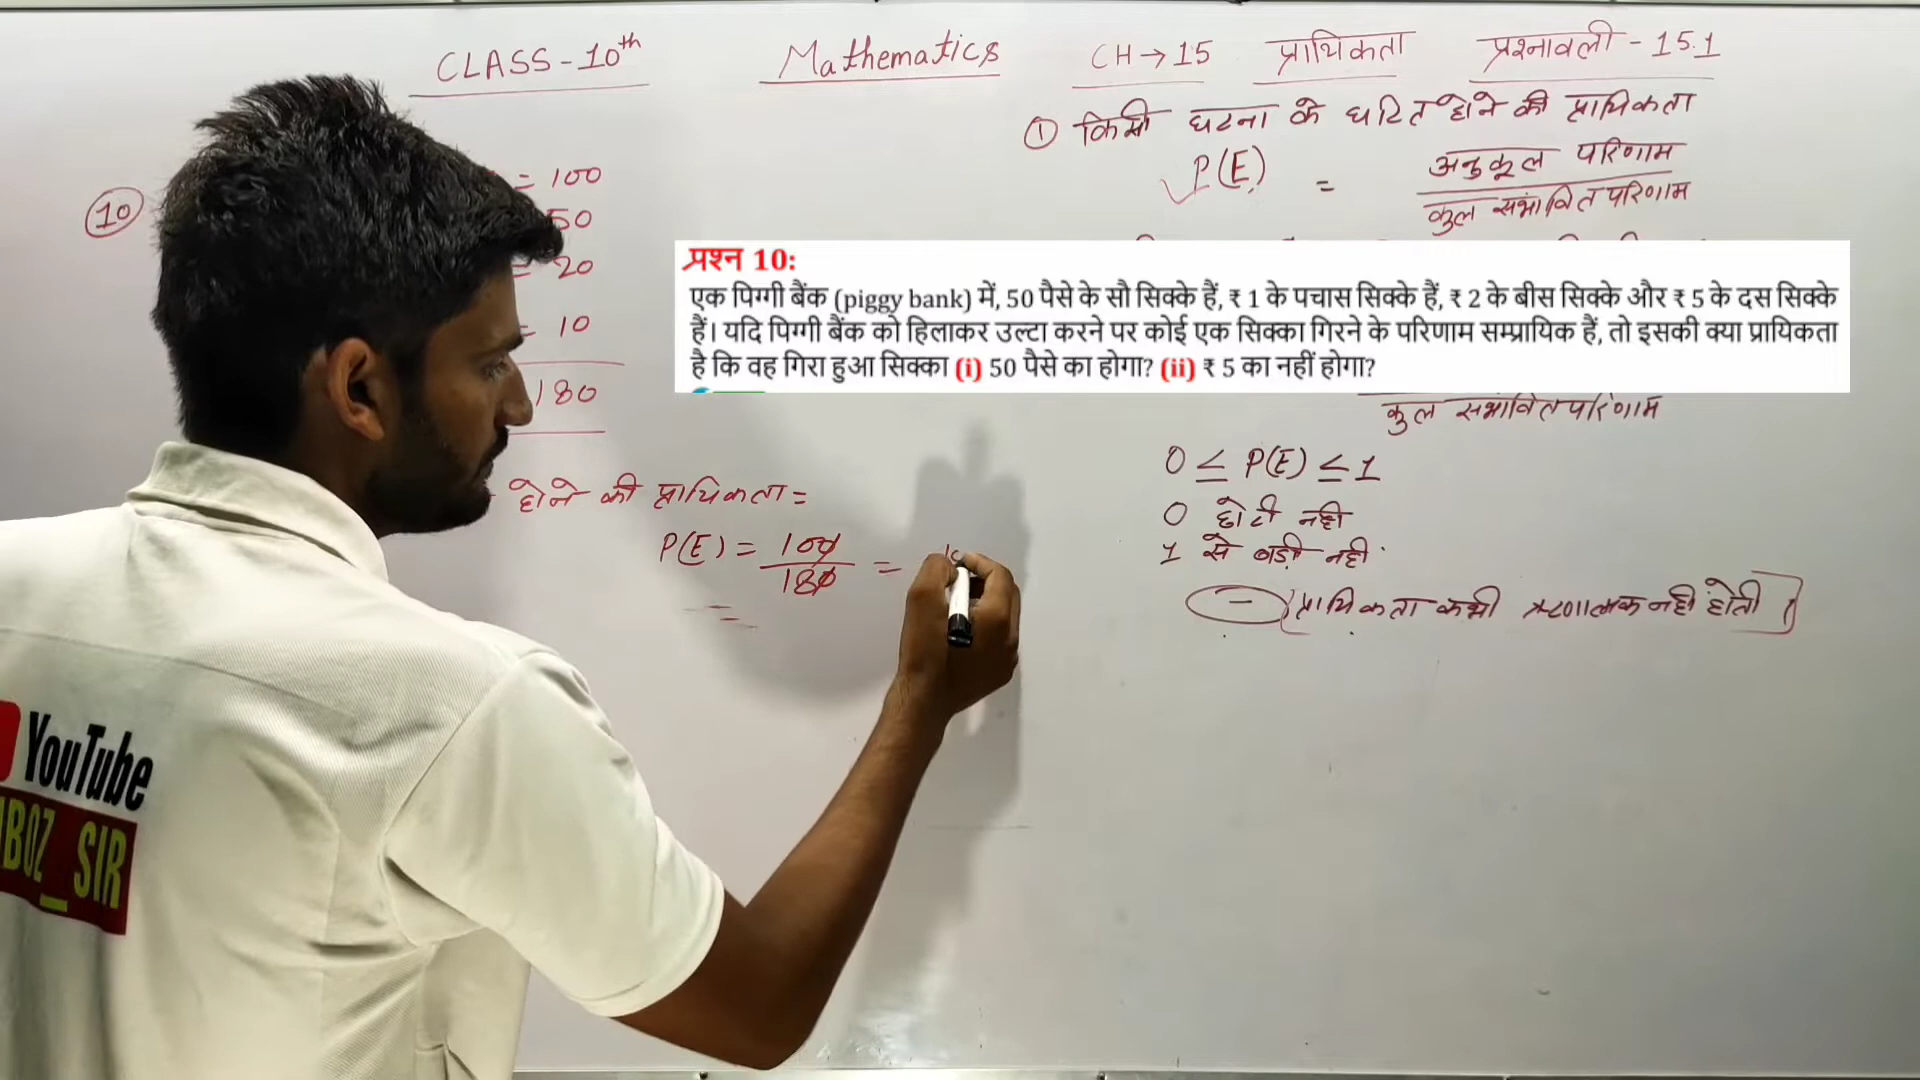 CLASS-10th Mathematics CH→15 प्रायिकता प्रश्नावली-15.1
① किसी घटना के घटित होने की प्रायिकता
P(E) = अनुकूल परिणाम
कुल संभावित परिणाम
⑩
= 100
50
= 20
= 10
180
प्रश्न 10:
एक पिग्गी बैंक (piggy bank) में, 50 पैसे के सौ सिक्के हैं, ₹ 1 के पचास सिक्के हैं, ₹ 2 के बीस सिक्के और ₹ 5 के दस सिक्के
हैं। यदि पिग्गी बैंक को हिलाकर उल्टा करने पर कोई एक सिक्का गिरने के परिणाम सम्प्रायिक हैं, तो इसकी क्या प्रायिकता
है कि वह गिरा हुआ सिक्का (i) 50 पैसे का होगा? (ii) ₹ 5 का नहीं होगा?
कुल संभावित परिणाम
होने की प्रायिकता =
P(E) = 100
180
=
0 ≤ P(E) ≤ 1
0 छोटी नही
1 से बड़ी नही
- [प्रायिकता कभी ऋणात्मक नही होती]
YouTube
BOZ_SIR